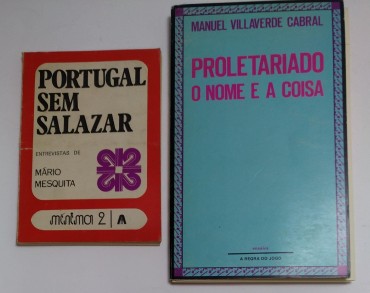 PORTUGAL
SEM
SALAZAR
ENTREVISTAS DE
MÁRIO
MESQUITA
mínima 2
MANUEL VILLAVERDE CABRAL
PROLETARIADO
O NOME E A COISA
A REGRA DO JOGO